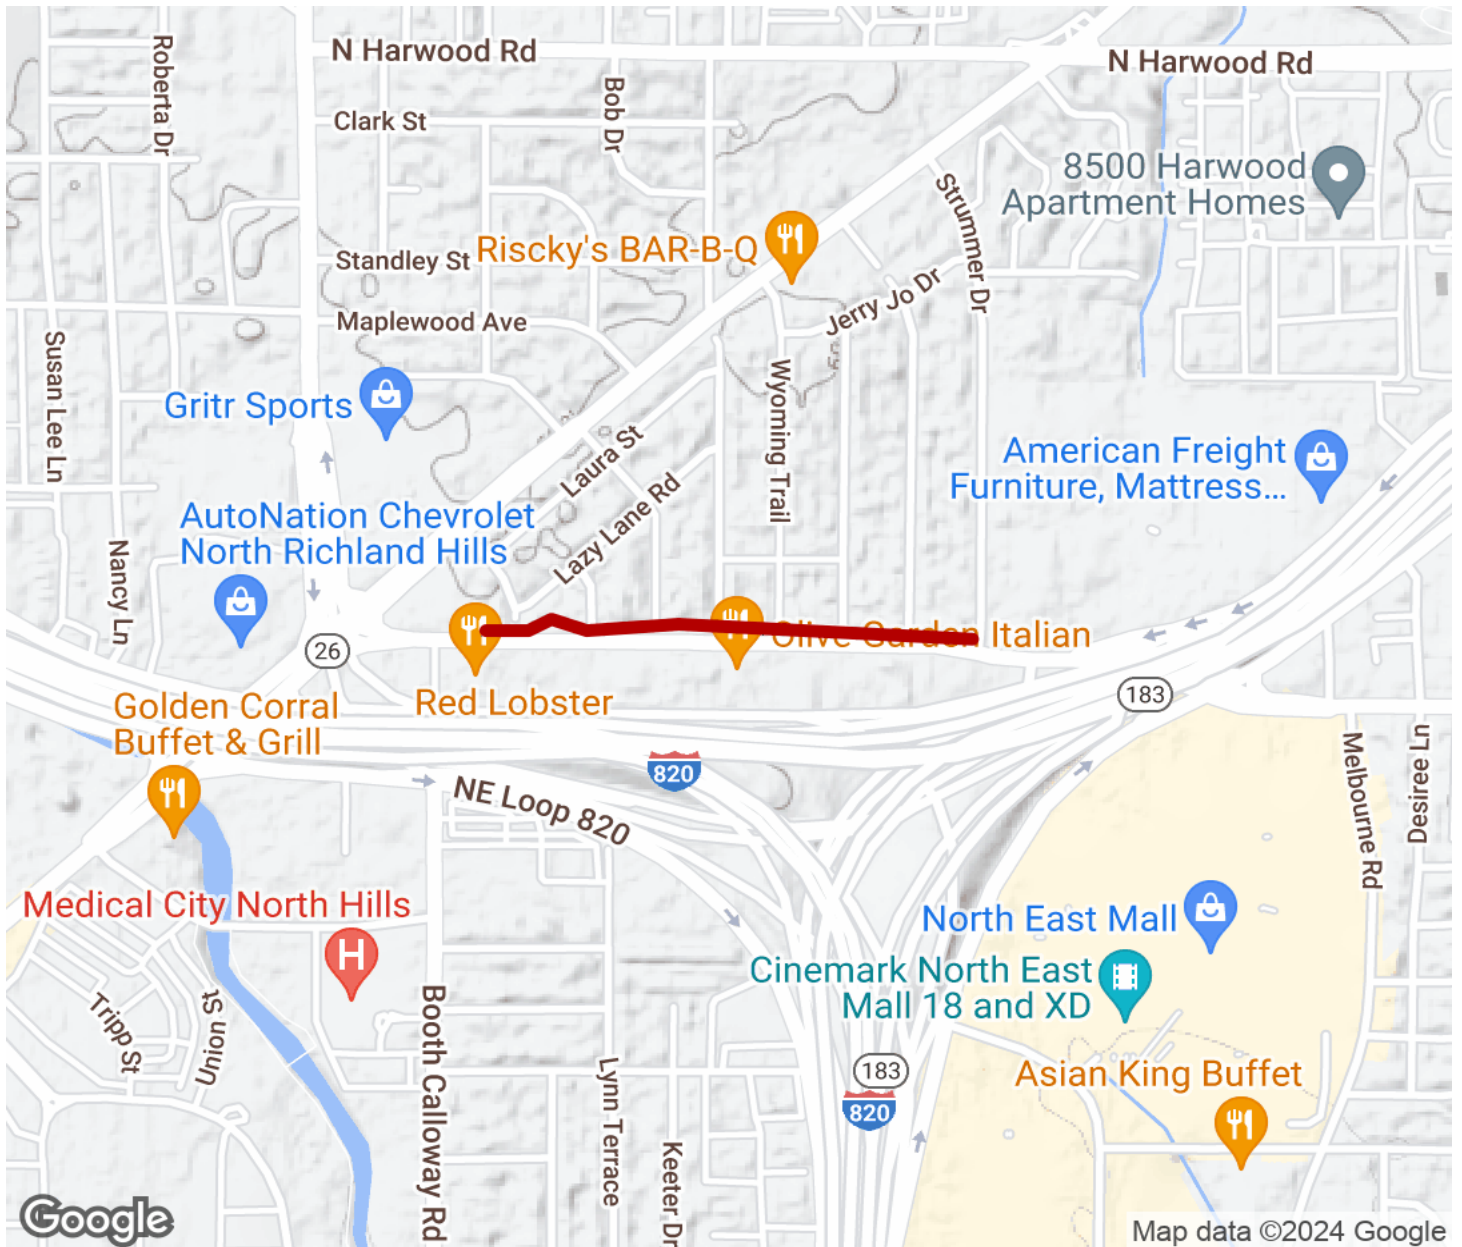 Roberta Dr
N Harwood Rd
N Harwood Rd
Bob Dr
Clark St
8500 Harwood
Apartment Homes
Strummer Dr
Riscky's BAR-B-Q
Standley St
Jerry Jo Dr
Maplewood Ave
Susan Lee Ln
Wyoming Trail
Gritr Sports
Laura St
American Freight
Furniture, Mattress...
Lazy Lane Rd
AutoNation Chevrolet
North Richland Hills
Nancy Ln
Olive Garden Italian
26
Red Lobster
183
Golden Corral
Buffet & Grill
820
NE Loop 820
Melbourne Rd
Desiree Ln
Medical City North Hills
H
North East Mall
Cinemark North East
Mall 18 and XD
Tripp St
Union St
Booth Calloway Rd
Lynn Terrace
Keeter Dr
183
820
Asian King Buffet
Google
Map data ©2024 Google